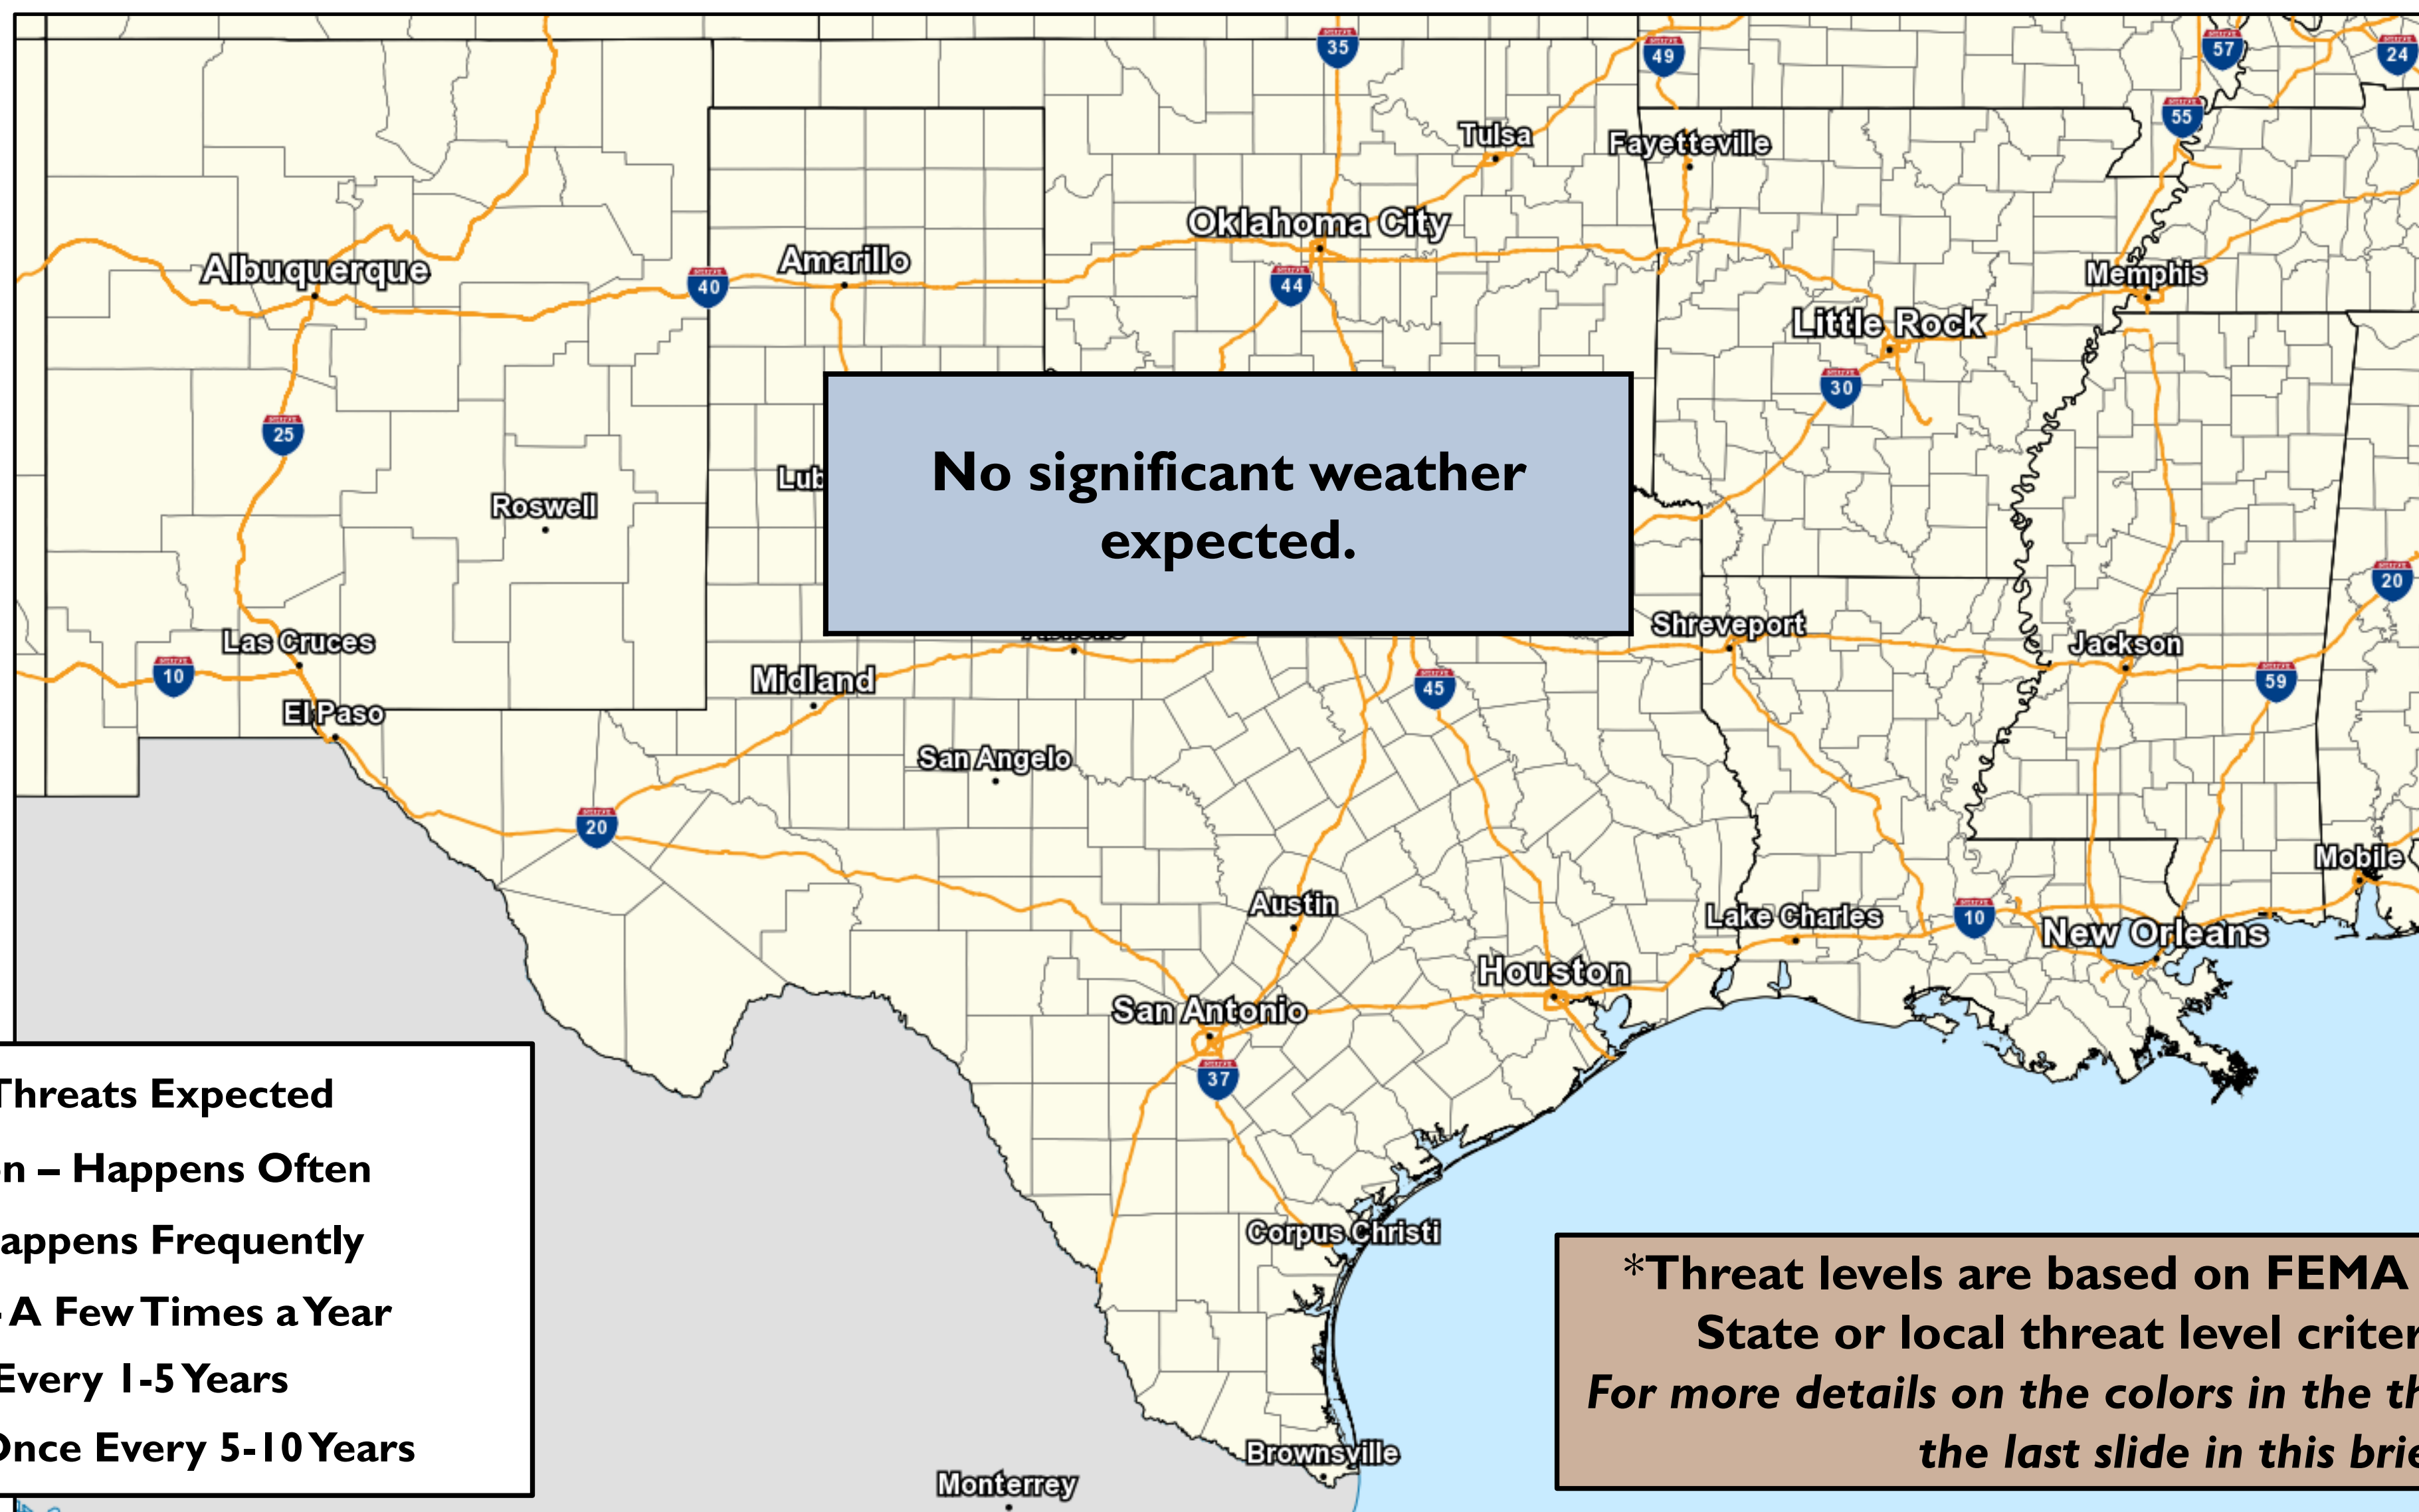 35
49
57
24
55
Tulsa
Fayetteville
Oklahoma City
Albuquerque
Amarillo
40
44
Memphis
Little Rock
30
25
No significant weather
expected.
Lub
Roswell
20
Las Cruces
Shreveport
Jackson
10
Midland
45
59
El Paso
San Angelo
20
Mobile
Austin
Lake Charles
10
New Orleans
Houston
San Antonio
37
Threats Expected
n – Happens Often
appens Frequently
- A Few Times a Year
Every 1-5 Years
Once Every 5-10 Years
Corpus Christi
*Threat levels are based on FEMA
State or local threat level criter
For more details on the colors in the th
the last slide in this brie
Brownsville
Monterrey